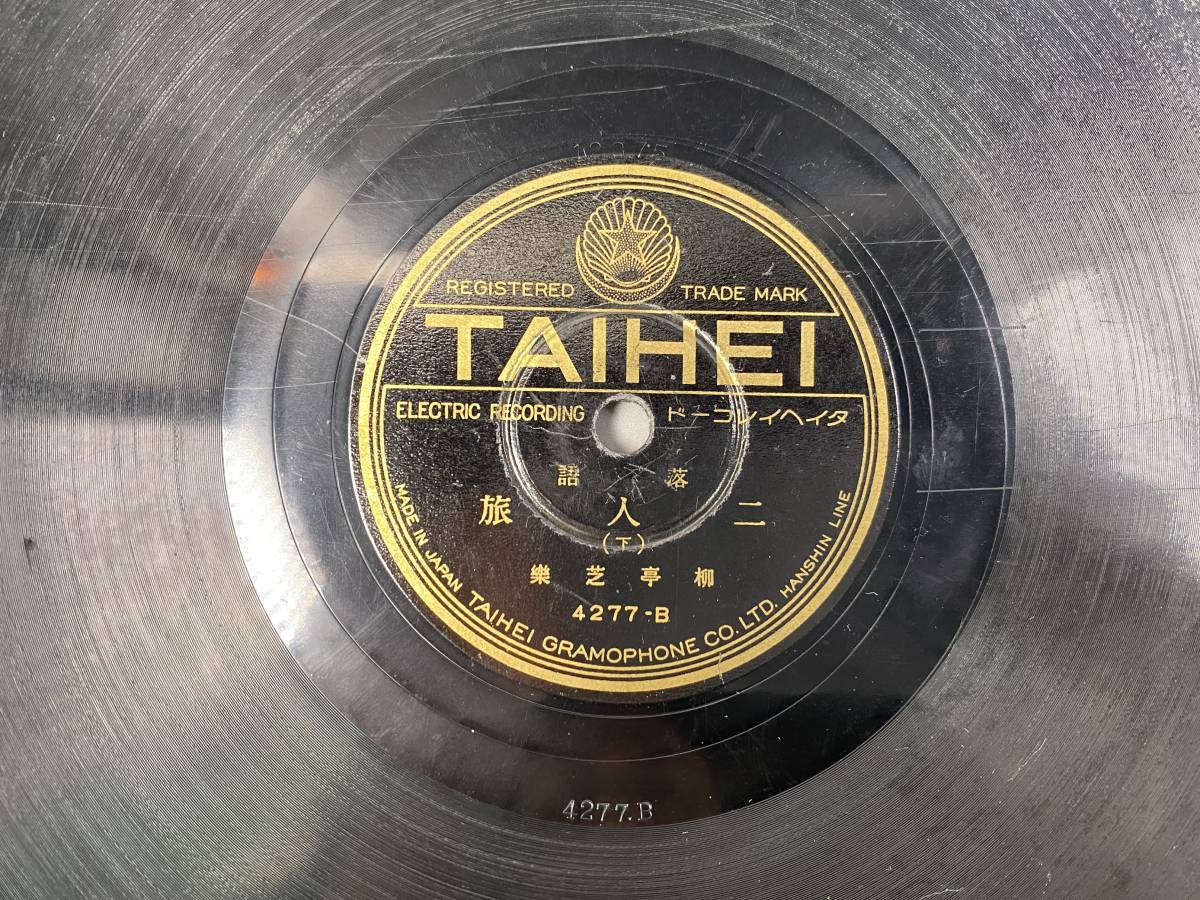 REGISTERED TRADE MARK
TAIHEI
ELECTRIC RECORDING タイヘイレコード
落語
二人旅
(下)
柳亭芝樂
4277-B
MADE IN JAPAN TAIHEI GRAMOPHONE CO. LTD. HANSHIN LINE
4277.B